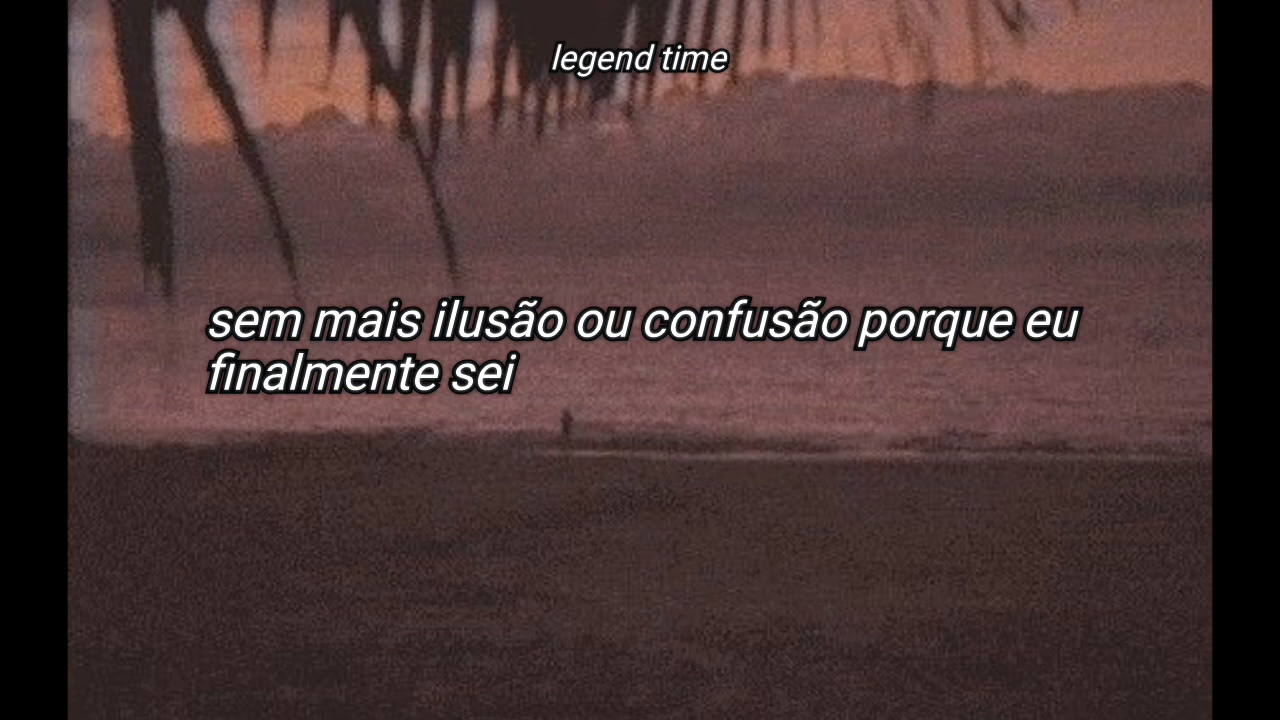 legend time
sem mais ilusão ou confusão porque eu
finalmente sei